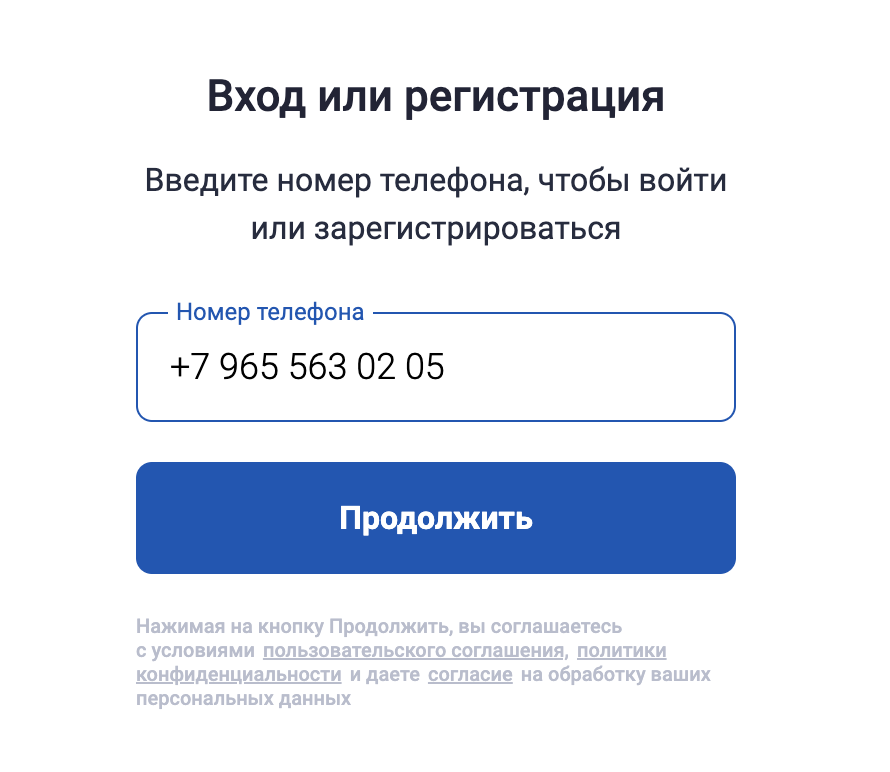 Вход или регистрация
Введите номер телефона, чтобы войти
или зарегистрироваться
Номер телефона
+7 965 563 02 05
Продолжить
Нажимая на кнопку Продолжить, вы соглашаетесь
с условиями пользовательского соглашения, политики
конфиденциальности и даете согласие на обработку ваших
персональных данных